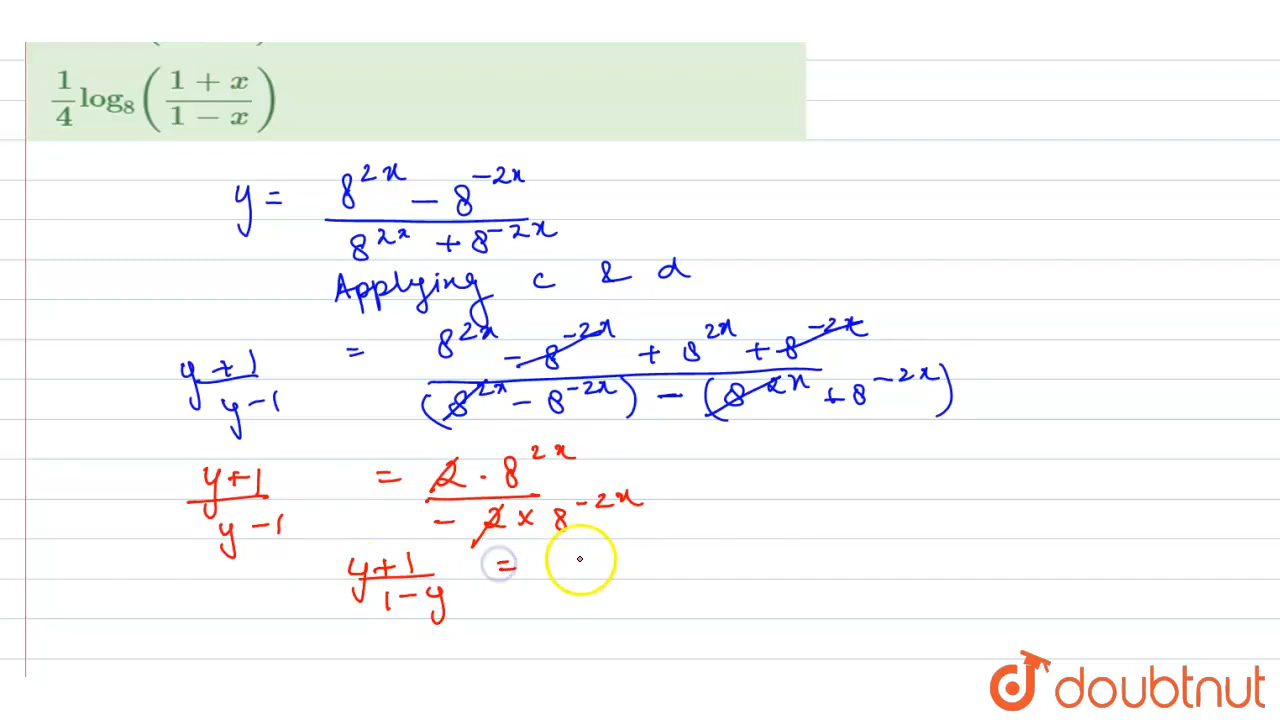 1/4 log₈((1 + x)/(1 − x))
y = (8^(2x) − 8^(−2x))/(8^(2x) + 8^(−2x))
Applying c & d
(y+1)/(y−1) = (8^(2x) − 8^(−2x) + 8^(2x) + 8^(−2x))/((8^(2x) − 8^(−2x)) − (8^(2x) + 8^(−2x)))
(y+1)/(y−1) = (2 · 8^(2x))/(− 2 × 8^(−2x))
(y+1)/(1−y) =
doubtnut